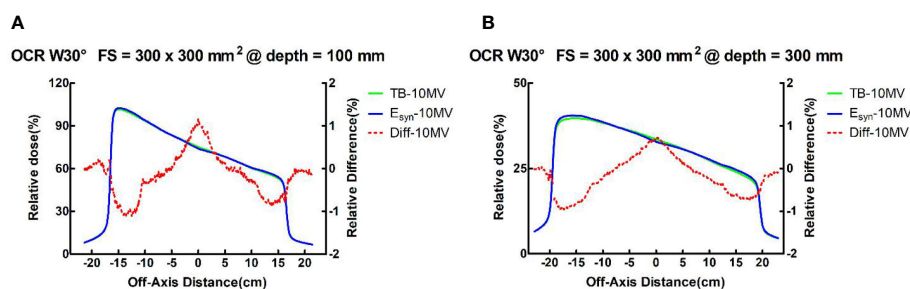 A
OCR W30° FS = 300 x 300 mm² @ depth = 100 mm
Relative dose(%)
120
90
60
30
0
-20 -15 -10 -5 0 5 10 15 20
Off-Axis Distance(cm)
2
1
0
-1
-2
Relative Difference(%)
TB-10MV
Esyn-10MV
Diff-10MV
B
OCR W30° FS = 300 x 300 mm² @ depth = 300 mm
Relative dose(%)
50
25
0
-20 -15 -10 -5 0 5 10 15 20
Off-Axis Distance(cm)
2
1
0
-1
-2
Relative Difference(%)
TB-10MV
Esyn-10MV
Diff-10MV